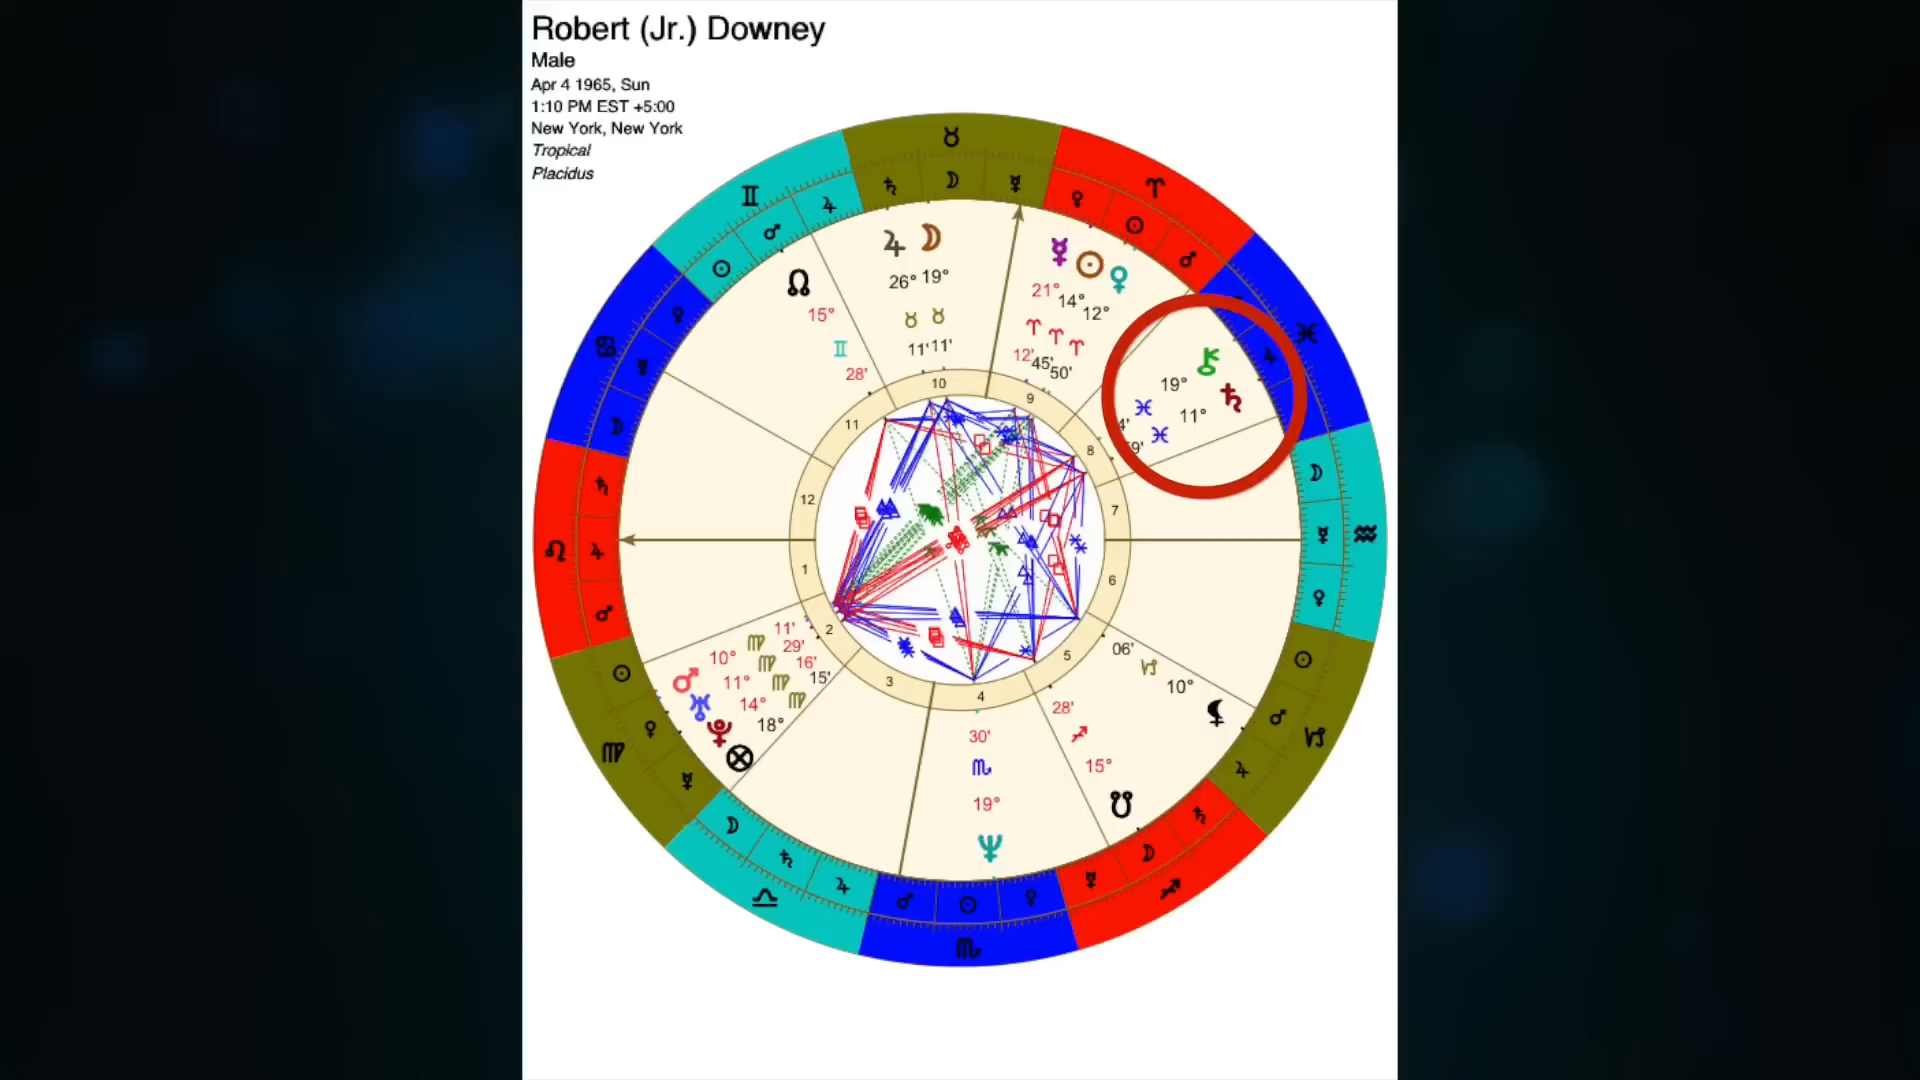 Robert (Jr.) Downey
Male
Apr 4 1965, Sun
1:10 PM EST +5:00
New York, New York
Tropical
Placidus
♉
♄ ☽ ☿
♈
♀ ☉ ♂
♊
☉ ♂ ♃
♓
♃
♋
♀ ☿ ☽
♒
☽ ☿ ♀
♌
♄ ♃ ♂
♑
☉ ♂ ♃
♍
☉ ♀ ☿
♐
☿ ☽ ♄
♎
☽ ♄ ♃
♏
♂ ☉ ♀
☊ 15° ♊ 28'
♃ 26° ♉ 11'
☽ 19° ♉ 11'
☿ 21° ♈ 12'
☉ 14° ♈ 45'
♀ 12° ♈ 50'
⚷ 19° ♓ 4'
♄ 11° ♓ 59'
♂ 10° ♍ 11'
♅ 11° ♍ 29'
♇ 14° ♍ 16'
⊗ 18° ♍ 15'
♆ 19° ♏ 30'
☋ 15° ♐ 28'
⚸ 10° ♑ 06'
1
2
3
4
5
6
7
8
9
10
11
12